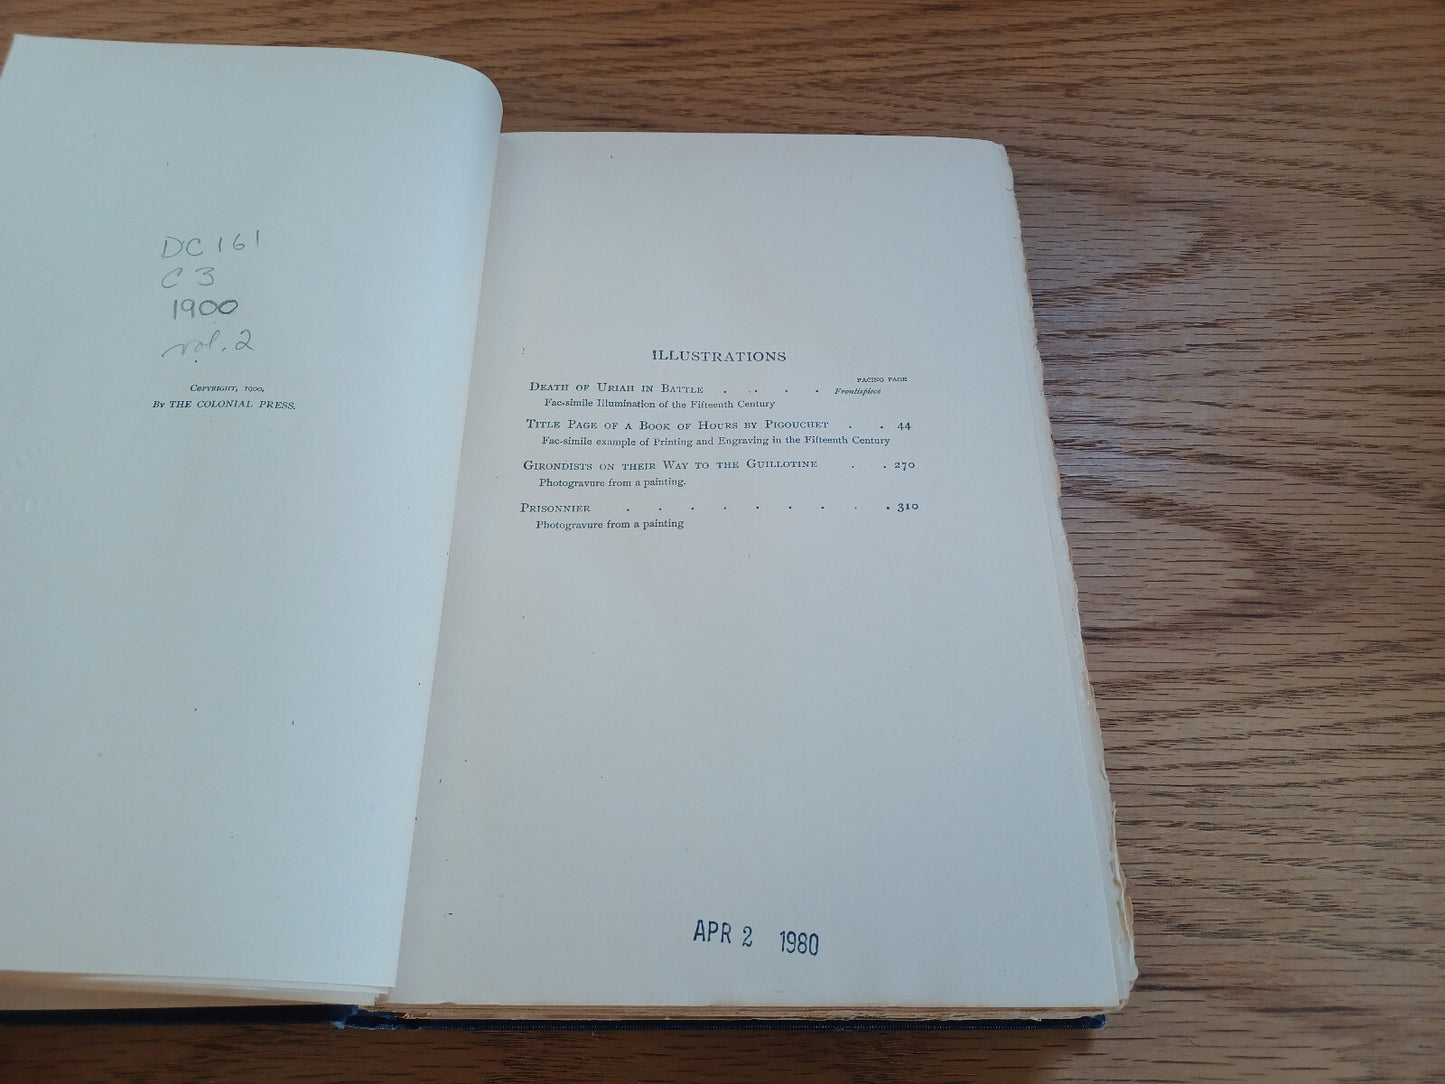 DC 161
C3
1900
vol. 2
Copyright, 1900,
By THE COLONIAL PRESS.
ILLUSTRATIONS
FACING PAGE
Death of Uriah in Battle . . . . Frontispiece
Fac-simile Illumination of the Fifteenth Century
Title Page of a Book of Hours by Pigouchet . . 44
Fac-simile example of Printing and Engraving in the Fifteenth Century
Girondists on their Way to the Guillotine . . 270
Photogravure from a painting.
Prisonnier . . . . . . . . . 310
Photogravure from a painting
APR 2 1980